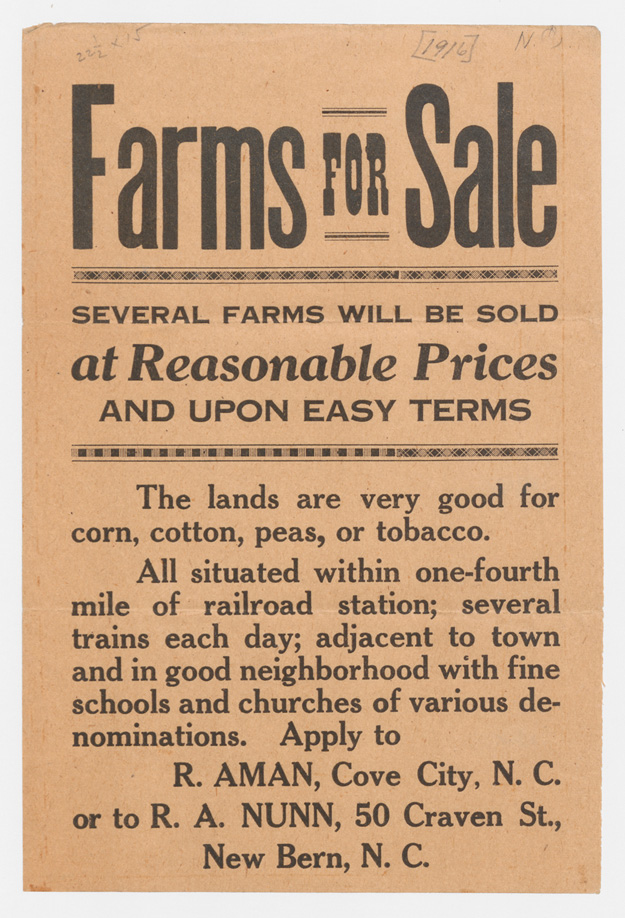 22½ x 15 [1916] N.
Farms FOR Sale
SEVERAL FARMS WILL BE SOLD
at Reasonable Prices
AND UPON EASY TERMS
The lands are very good for
corn, cotton, peas, or tobacco.
All situated within one-fourth
mile of railroad station; several
trains each day; adjacent to town
and in good neighborhood with fine
schools and churches of various de-
nominations. Apply to
R. AMAN, Cove City, N. C.
or to R. A. NUNN, 50 Craven St.,
New Bern, N. C.